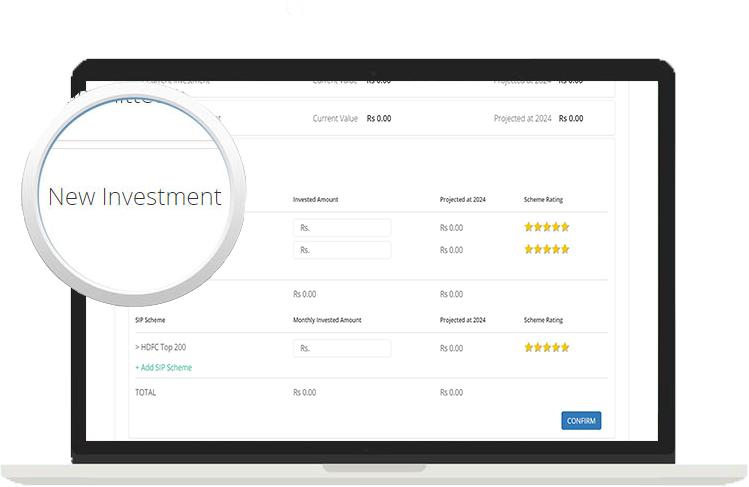 Current Value Rs 0.00 Projected at 2024 Rs 0.00
Current Value Rs 0.00 Projected at 2024 Rs 0.00
New Investment
Invested Amount Projected at 2024 Scheme Rating
Rs. Rs 0.00
Rs. Rs 0.00
Rs 0.00 Rs 0.00
SIP Scheme Monthly Invested Amount Projected at 2024 Scheme Rating
> HDFC Top 200 Rs. Rs 0.00
+ Add SIP Scheme
TOTAL Rs 0.00 Rs 0.00
CONFIRM